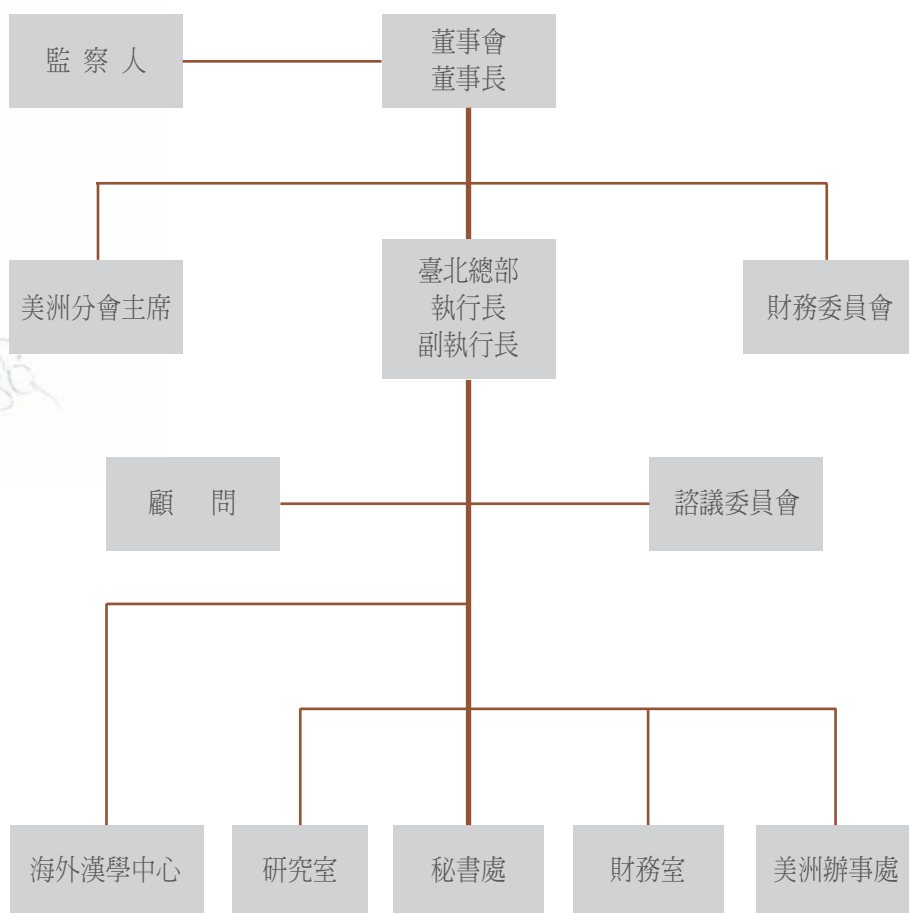 監察人
董事會
董事長
美洲分會主席
臺北總部
執行長
副執行長
財務委員會
顧問
諮議委員會
海外漢學中心
研究室
秘書處
財務室
美洲辦事處